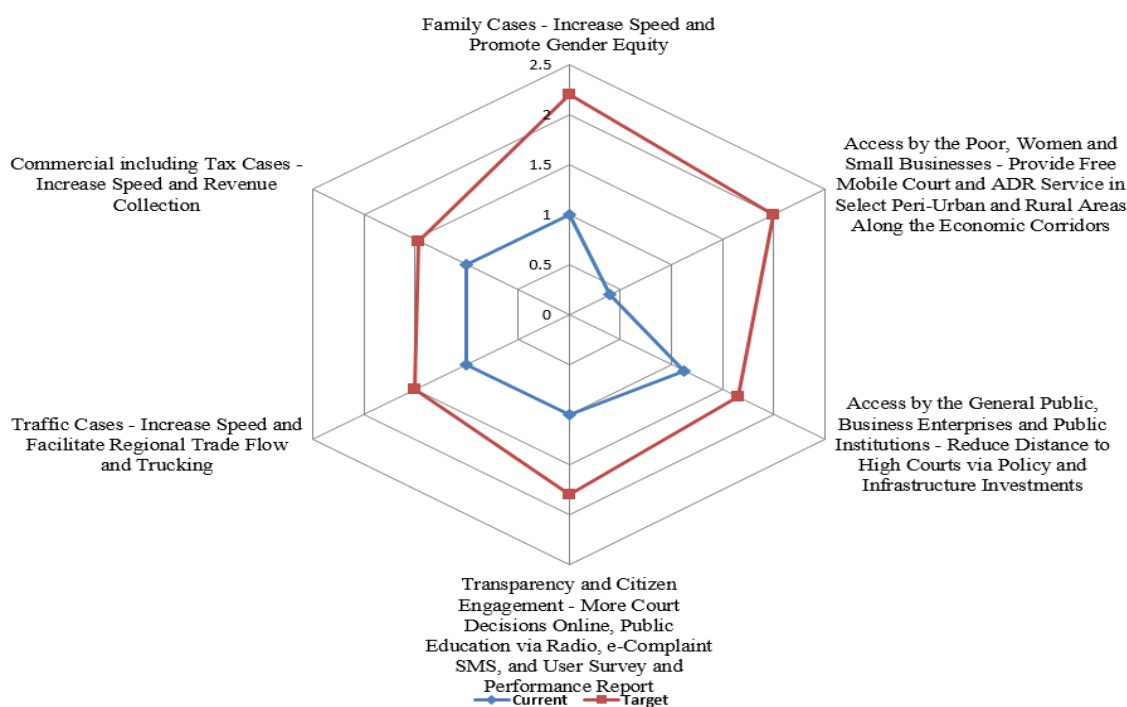 Family Cases - Increase Speed and
Promote Gender Equity
2.5
2
1.5
1
0.5
0
Access by the Poor, Women and
Small Businesses - Provide Free
Mobile Court and ADR Service in
Select Peri-Urban and Rural Areas
Along the Economic Corridors
Access by the General Public,
Business Enterprises and Public
Institutions - Reduce Distance to
High Courts via Policy and
Infrastructure Investments
Transparency and Citizen
Engagement - More Court
Decisions Online, Public
Education via Radio, e-Complaint
SMS, and User Survey and
Performance Report
Traffic Cases - Increase Speed and
Facilitate Regional Trade Flow
and Trucking
Commercial including Tax Cases -
Increase Speed and Revenue
Collection
Current Target